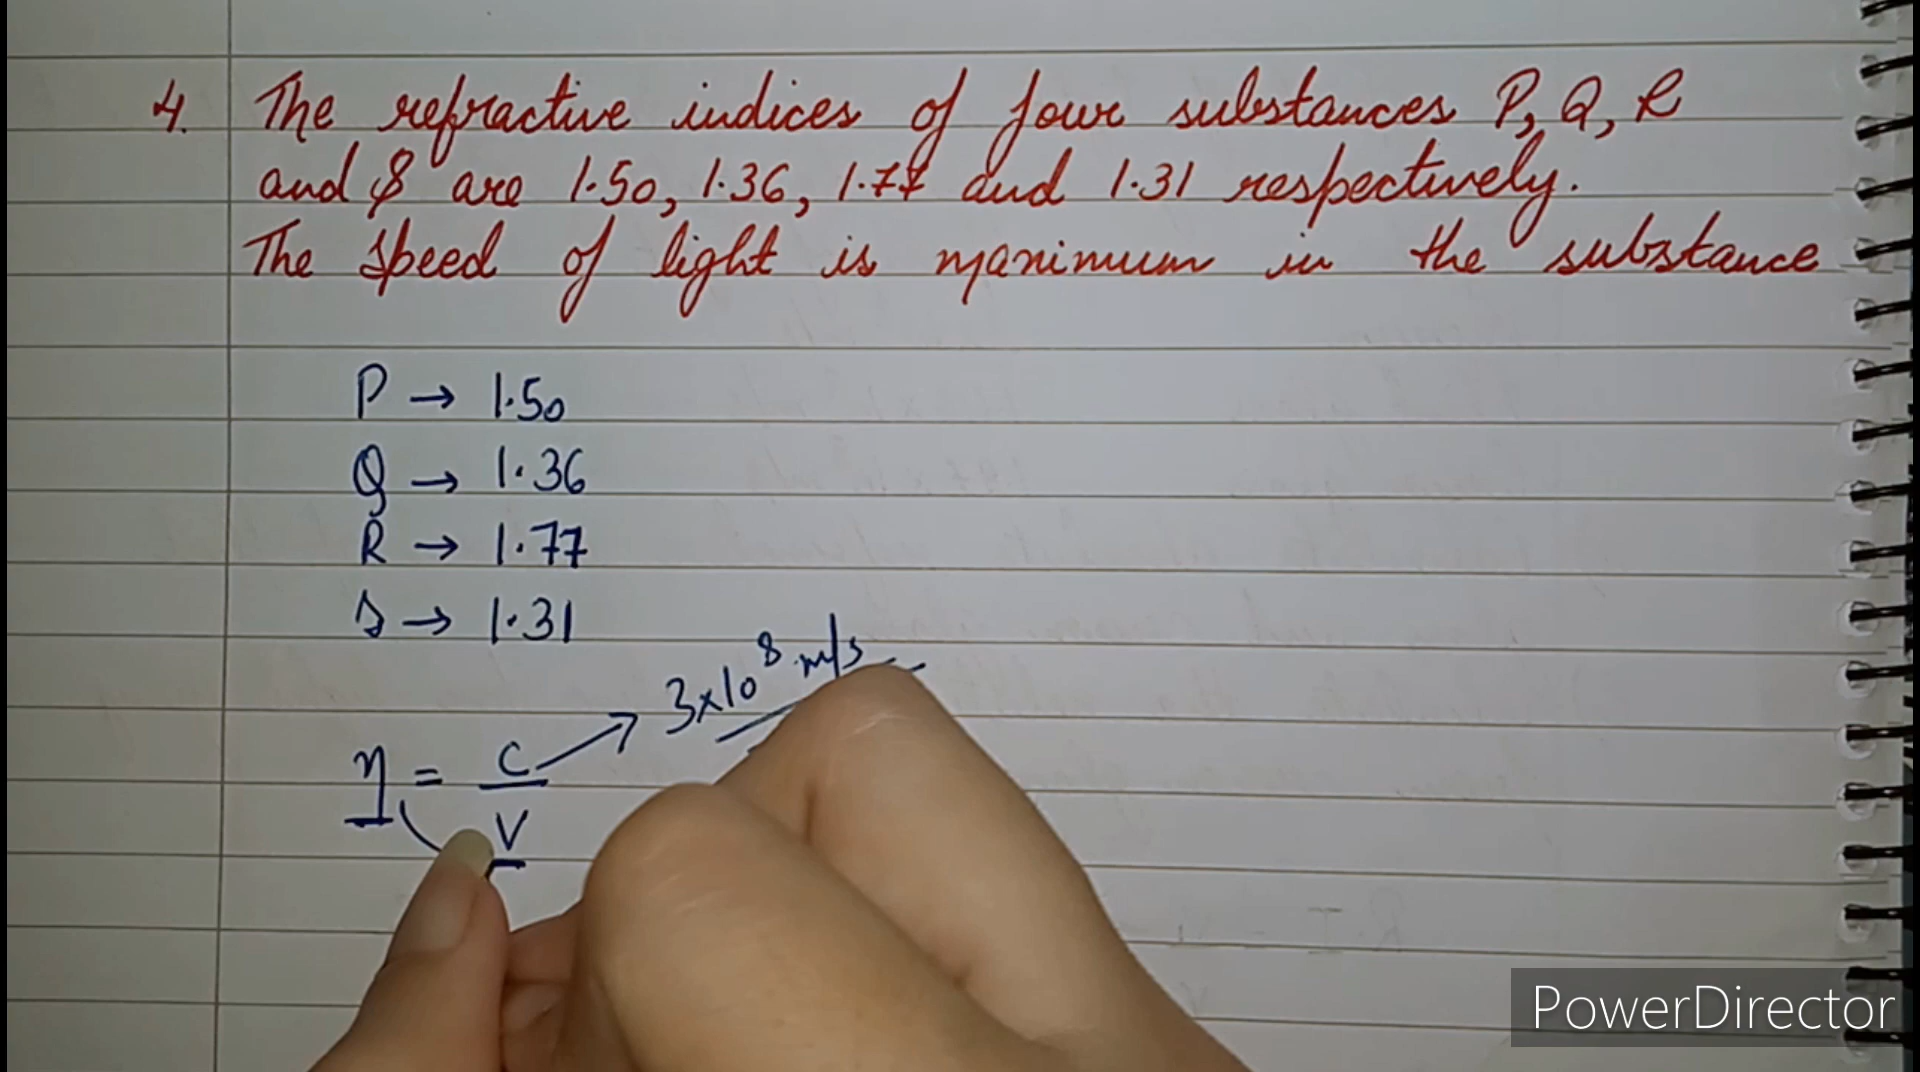 4. The refractive indices of four substances P, Q, R
and S are 1.50, 1.36, 1.77 and 1.31 respectively.
The speed of light is maximum in the substance
P → 1.50
Q → 1.36
R → 1.77
S → 1.31
3×10⁸ m/s
η = C / V
PowerDirector